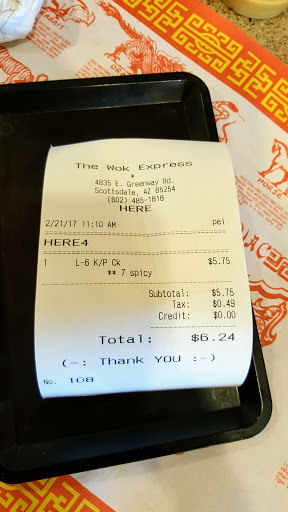 RABBIT
The Wok Express
*
4835 E. Greenway Rd.
Scottsdale, AZ 85254
(602) 485-1818
HERE
2/21/17 11:10 AM pei
HERE4
1 L-6 K/P Ck $5.75
** 7 spicy
Subtotal: $5.75
Tax: $0.49
Credit: $0.00
Total: $6.24
(-: Thank YOU :-)
No. 108
HORSE